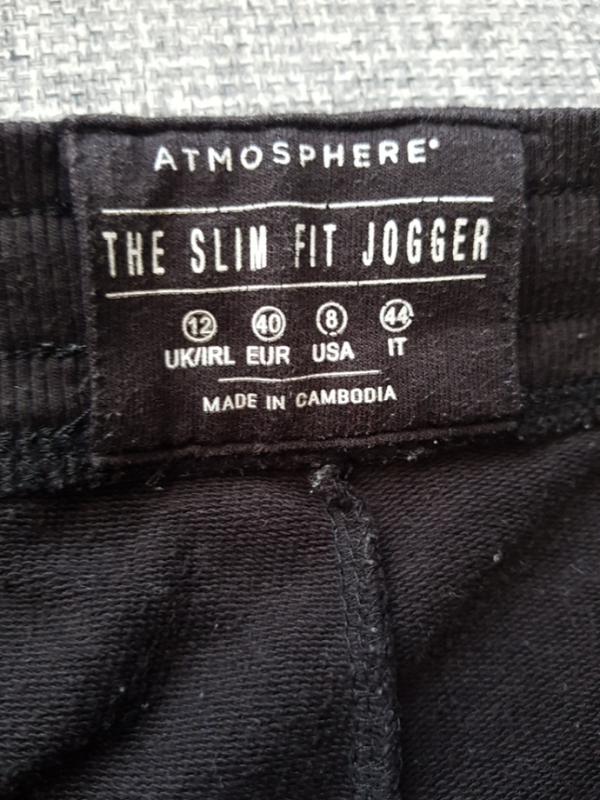 ATMOSPHERE®
THE SLIM FIT JOGGER
12 40 8 44
UK/IRL EUR USA IT
MADE IN CAMBODIA